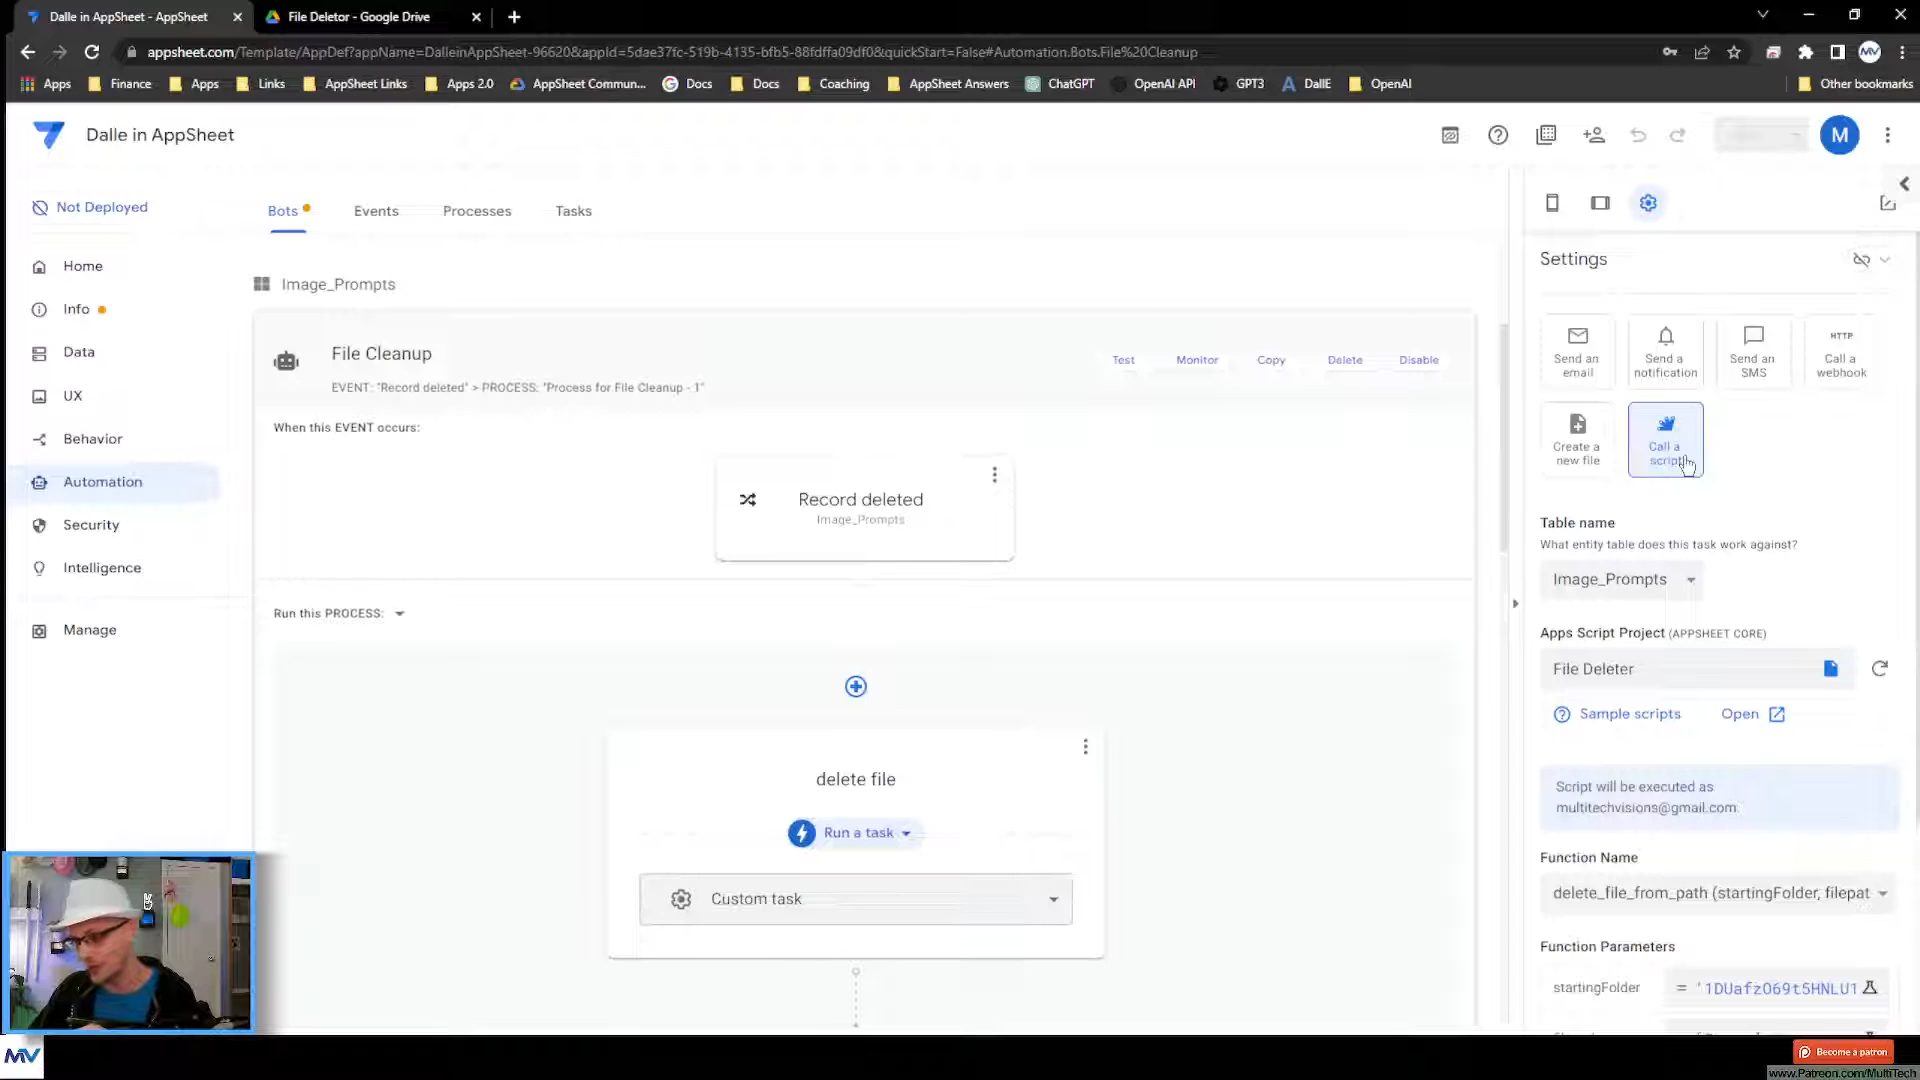 Dalle in AppSheet - AppSheet
File Deletor - Google Drive
appsheet.com/Template/AppDef?appName=DalleinAppSheet-96620&appId=5dae37fc-519b-4135-bfb5-88fdffa09df0&quickStart=False#Automation.Bots.File%20Cleanup
MV
Apps
Finance
Apps
Links
AppSheet Links
Apps 2.0
AppSheet Commun...
Docs
Docs
Coaching
AppSheet Answers
ChatGPT
OpenAI API
GPT3
DallE
OpenAI
Other bookmarks
Dalle in AppSheet
M
Not Deployed
Home
Info
Data
UX
Behavior
Automation
Security
Intelligence
Manage
Bots
Events
Processes
Tasks
Image_Prompts
File Cleanup
EVENT: "Record deleted" > PROCESS: "Process for File Cleanup - 1"
Test
Monitor
Copy
Delete
Disable
When this EVENT occurs:
Record deleted
Image_Prompts
Run this PROCESS:
delete file
Run a task
Custom task
Settings
Send an
email
Send a
notification
Send an
SMS
HTTP
Call a
webhook
Create a
new file
Call a
script
Table name
What entity table does this task work against?
Image_Prompts
Apps Script Project (APPSHEET CORE)
File Deleter
Sample scripts
Open
Script will be executed as
multitechvisions@gmail.com.
Function Name
delete_file_from_path (startingFolder, filepat
Function Parameters
startingFolder
= '1DUafzO69t5HNLU1
MV
Become a patron
www.Patreon.com/MultiTech